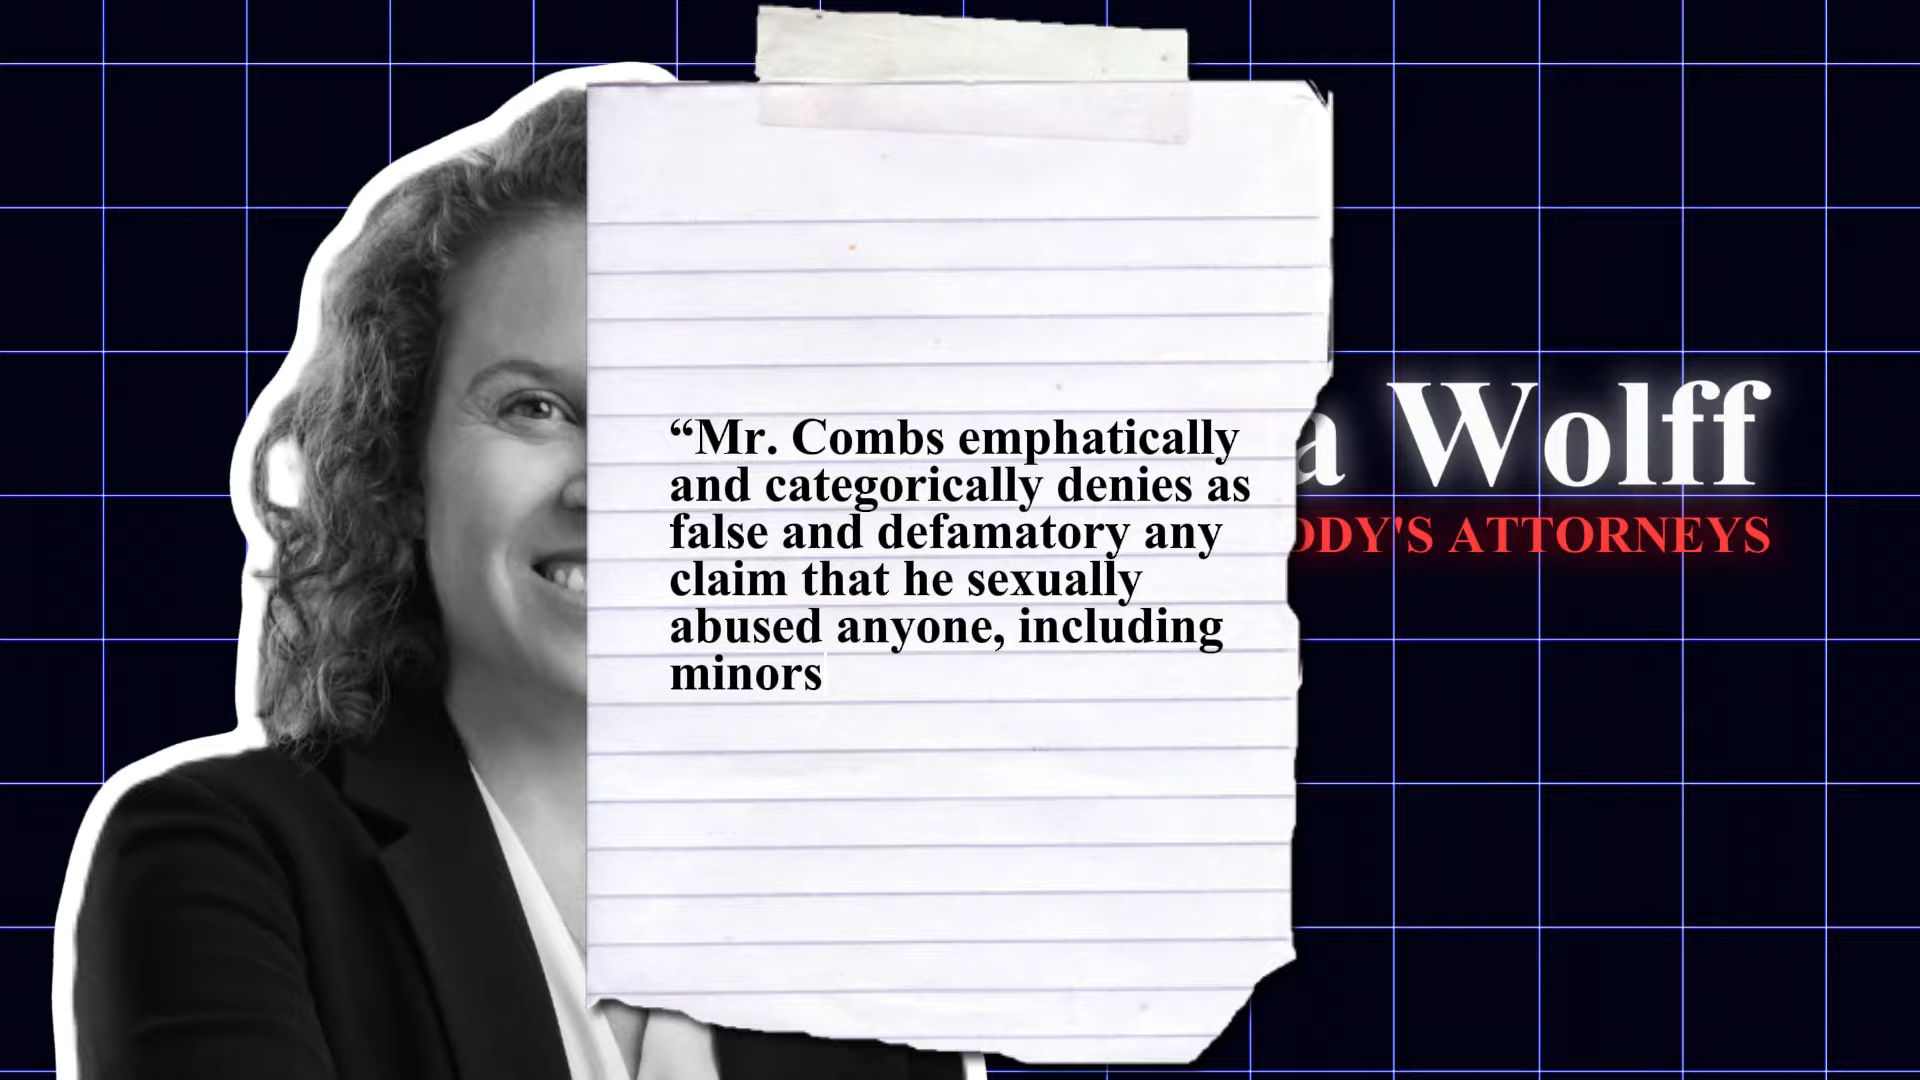 “Mr. Combs emphatically
and categorically denies as
false and defamatory any
claim that he sexually
abused anyone, including
minors
a Wolff
DDY'S ATTORNEYS